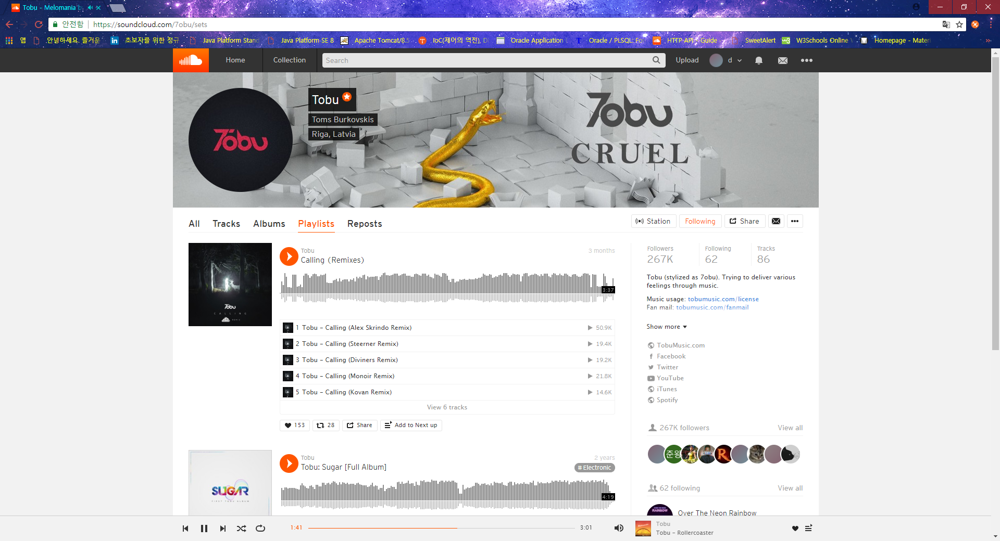 Tobu - Melomania b
안전함 https://soundcloud.com/7obu/sets
앱 안녕하세요. 즐거운 초보자를 위한 정규 Java Platform Stand Java Platform SE 8 Apache Tomcat/8.5 IoC(제어의 역전), D Oracle Application Oracle / PLSQL: Fo HTTP API - Guide SweetAlert W3Schools Online Homepage - Materi
Home Collection Search Upload d
Tobu
Toms Burkovskis
Riga, Latvia
7obu
7obu
CRUEL
All Tracks Albums Playlists Reposts
Station Following Share
Tobu
Calling (Remixes)
3 months
3:37
7obu
CALLING
REMIX
1 Tobu - Calling (Alex Skrindo Remix) 50.9K
2 Tobu - Calling (Steerner Remix) 19.4K
3 Tobu - Calling (Diviners Remix) 19.2K
4 Tobu - Calling (Monoir Remix) 21.8K
5 Tobu - Calling (Kovan Remix) 14.6K
View 6 tracks
153 28 Share Add to Next up
Tobu
Tobu: Sugar [Full Album]
2 years
# Electronic
4:19
SUGAR
FIRST TOBU ALBUM
Followers Following Tracks
267K 62 86
Tobu (stylized as 7obu). Trying to deliver various
feelings through music.
Music usage: tobumusic.com/license
Fan mail: tobumusic.com/fanmail
Show more
TobuMusic.com
Facebook
Twitter
YouTube
iTunes
Spotify
267K followers View all
준왕 R
62 following View all
RAINBOW
Over The Neon Rainbow
1:41 3:01
Tobu
Tobu - Rollercoaster